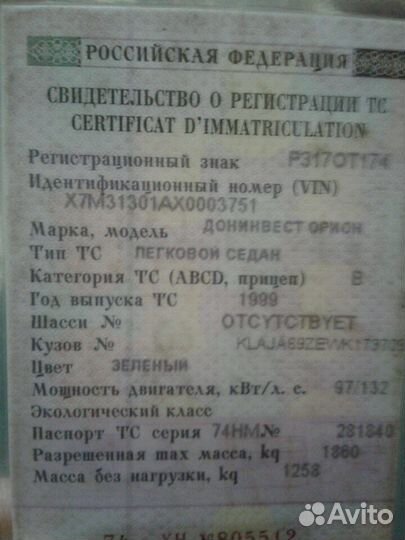 РОССИЙСКАЯ ФЕДЕРАЦИЯ
СВИДЕТЕЛЬСТВО О РЕГИСТРАЦИИ ТС
CERTIFICAT D'IMMATRICULATION
Регистрационный знак Р317ОТ174
Идентификационный номер (VIN)
X7M31301AX0003751
Марка, модель ДОНИНВЕСТ ОРИОН
Тип ТС ЛЕГКОВОЙ СЕДАН
Категория ТС (ABCD, прицеп) В
Год выпуска ТС 1999
Шасси № ОТСУТСТВУЕТ
Кузов №
Цвет ЗЕЛЕНЫЙ
Мощность двигателя, кВт/л. с. 97/132
Экологический класс
Паспорт ТС серия 74НМ № 281840
Разрешенная max масса, kg 1860
Масса без нагрузки, kg 1258
Avito